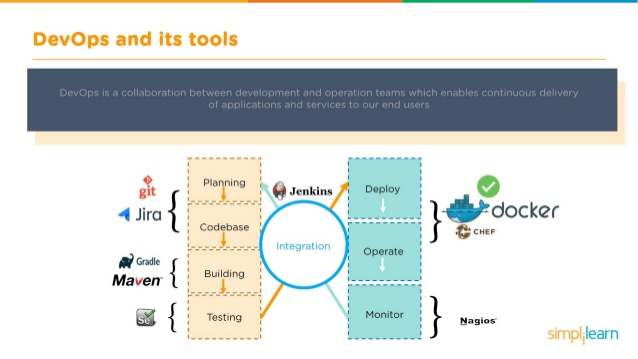 DevOps and its tools
DevOps is a collaboration between development and operation teams which enables continuous delivery
of applications and services to our end users
git
Jira
Gradle
Maven
Se
Planning
Codebase
Building
Testing
Jenkins
Integration
Deploy
Operate
Monitor
docker
CHEF
Nagios
simplilearn